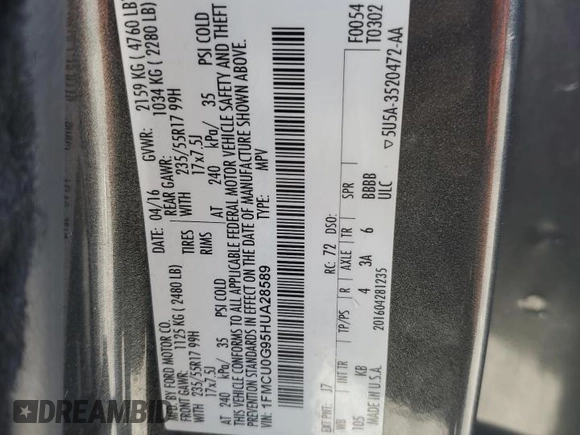 MFD. BY FORD MOTOR CO.
DATE: 04/16
GVWR: 2159 KG ( 4760 LB)
FRONT GAWR: 1125 KG ( 2480 LB)
REAR GAWR: 1034 KG ( 2280 LB)
WITH 235/55R17 99H
TIRES WITH 235/55R17 99H
17x7.5J
RIMS 17x7.5J
AT 240 kPa/ 35 PSI COLD
AT 240 kPa/ 35 PSI COLD
THIS VEHICLE CONFORMS TO ALL APPLICABLE FEDERAL MOTOR VEHICLE SAFETY AND THEFT
PREVENTION STANDARDS IN EFFECT ON THE DATE OF MANUFACTURE SHOWN ABOVE.
VIN: 1FMCU0G95HUA28589
TYPE: MPV
F0054
T0302
EXT PNT: J7
RC: 72
DSO:
WB
INT TR
TP/PS
R
AXLE
TR
SPR
105
KB
4
3A
6
BBBB
ULC
MADE IN U.S.A.
201604281235
▽5U5A-3520472-AA
FORABID
AUCTION HISTORY